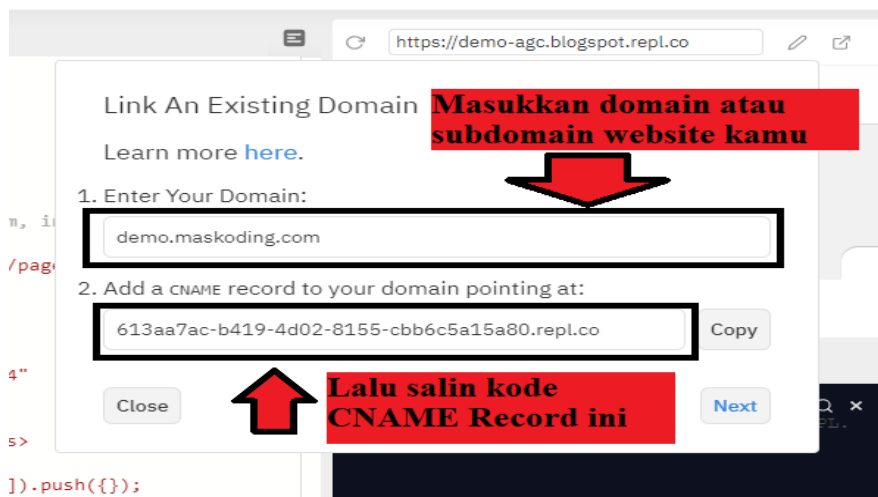 https://demo-agc.blogspot.repl.co
Link An Existing Domain
Masukkan domain atau
subdomain website kamu
Learn more here.
1. Enter Your Domain:
demo.maskoding.com
/page
2. Add a CNAME record to your domain pointing at:
613aa7ac-b419-4d02-8155-cbb6c5a15a80.repl.co
Copy
4"
Lalu salin kode
CNAME Record ini
Close
Next
s>
]).push({});